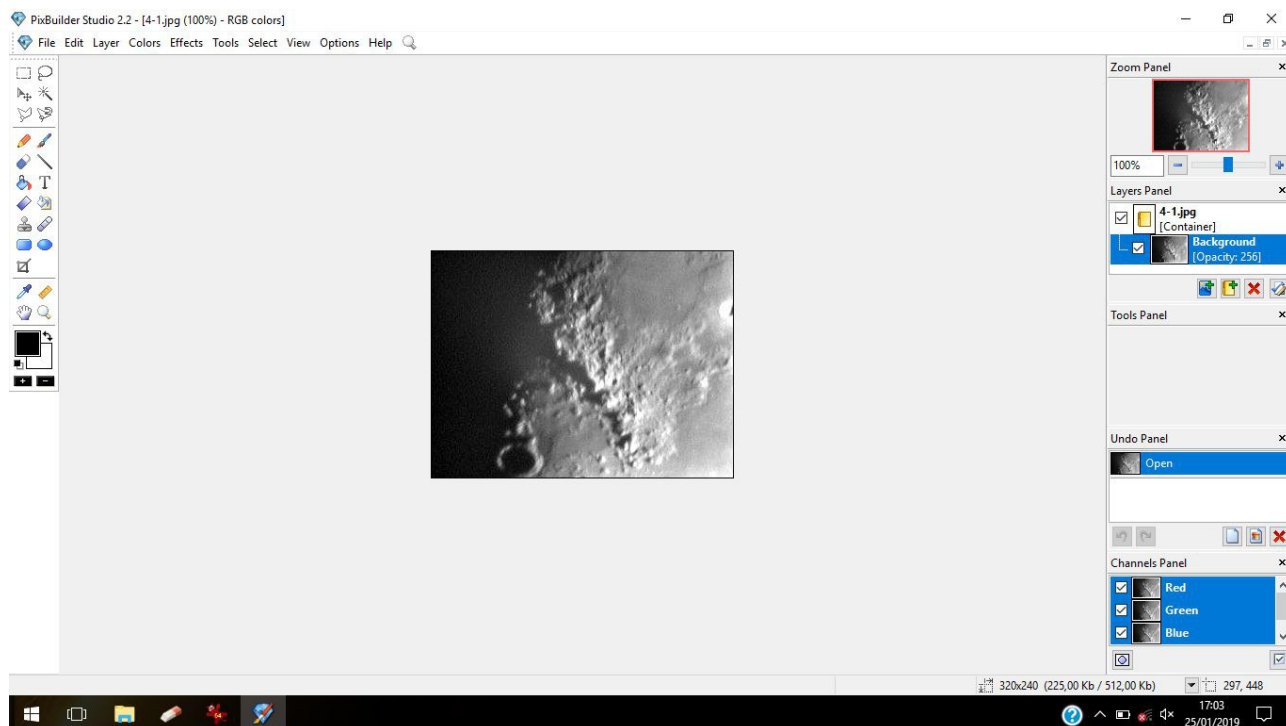 PixBuilder Studio 2.2 - [4-1.jpg (100%) - RGB colors]
File Edit Layer Colors Effects Tools Select View Options Help
Zoom Panel
100%
Layers Panel
4-1.jpg
[Container]
Background
[Opacity: 256]
Tools Panel
T
Undo Panel
Open
Channels Panel
Red
Green
Blue
320x240 (225,00 Kb / 512,00 Kb) 297, 448
64
17:03
25/01/2019